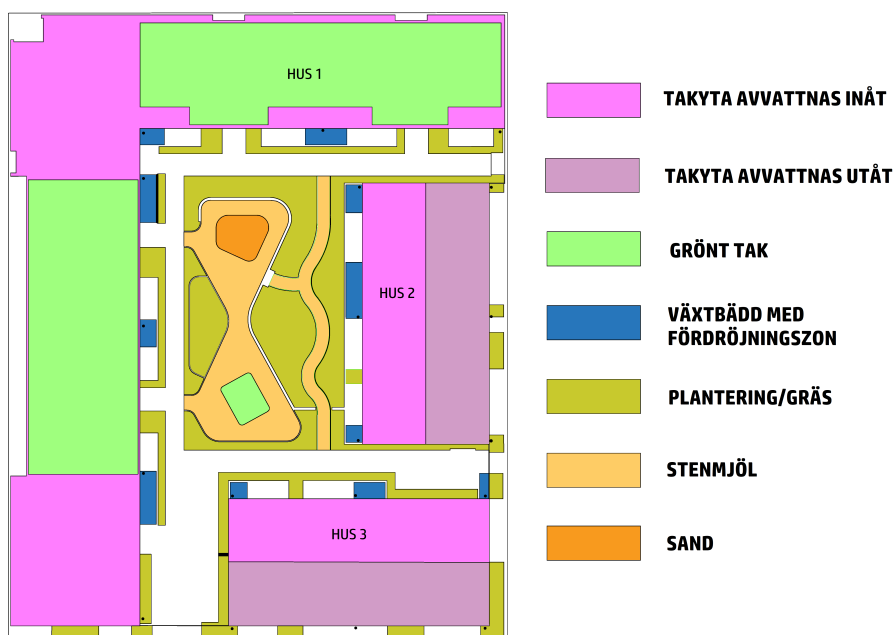 HUS 1
HUS 2
HUS 3
TAKYTA AVVATTNAS INÅT
TAKYTA AVVATTNAS UTÅT
GRÖNT TAK
VÄXTBÄDD MED
FÖRDRÖJNINGSZON
PLANTERING/GRÄS
STENMJÖL
SAND